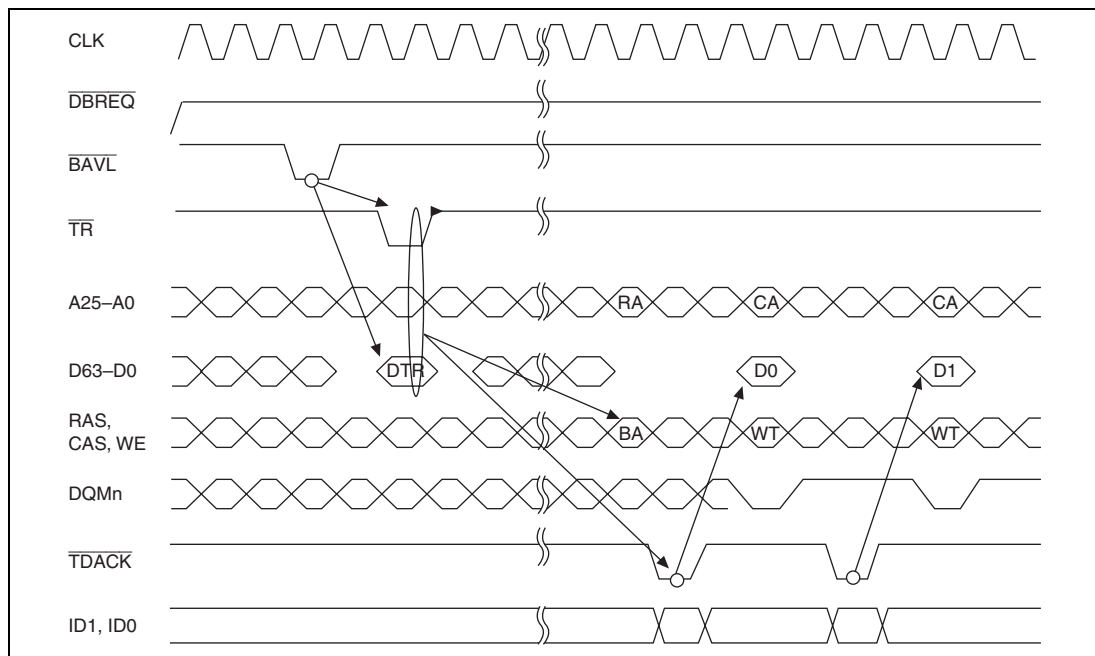 CLK
DBREQ
BAVL
TR
A25–A0 RA CA CA
D63–D0 DTR D0 D1
RAS,
CAS, WE BA WT WT
DQMn
TDACK
ID1, ID0